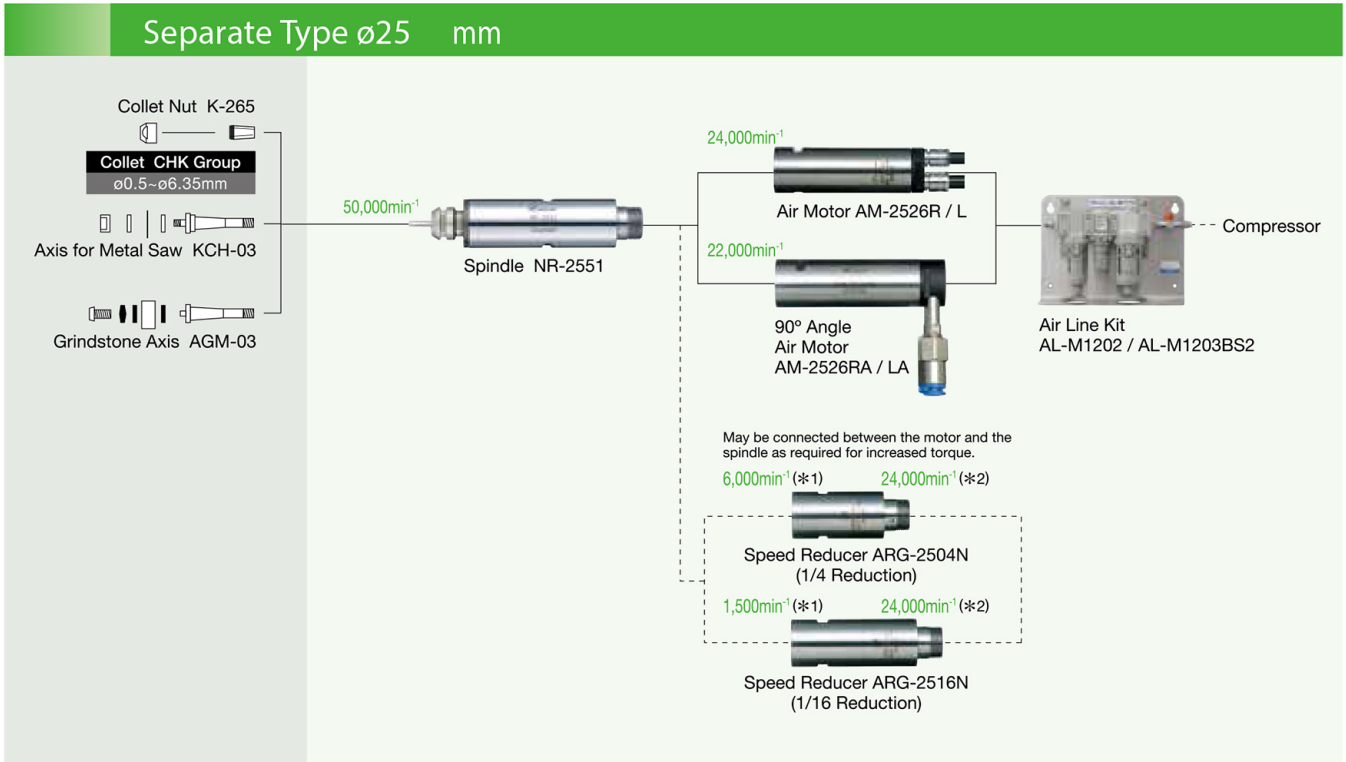 Separate Type ø25 mm
Collet Nut K-265
Collet CHK Group
ø0.5~ø6.35mm
Axis for Metal Saw KCH-03
Grindstone Axis AGM-03
50,000min⁻¹
Spindle NR-2551
24,000min⁻¹
Air Motor AM-2526R / L
22,000min⁻¹
90º Angle
Air Motor
AM-2526RA / LA
Air Line Kit
AL-M1202 / AL-M1203BS2
Compressor
May be connected between the motor and the
spindle as required for increased torque.
6,000min⁻¹ (✻1) 24,000min⁻¹ (✻2)
Speed Reducer ARG-2504N
(1/4 Reduction)
1,500min⁻¹ (✻1) 24,000min⁻¹ (✻2)
Speed Reducer ARG-2516N
(1/16 Reduction)